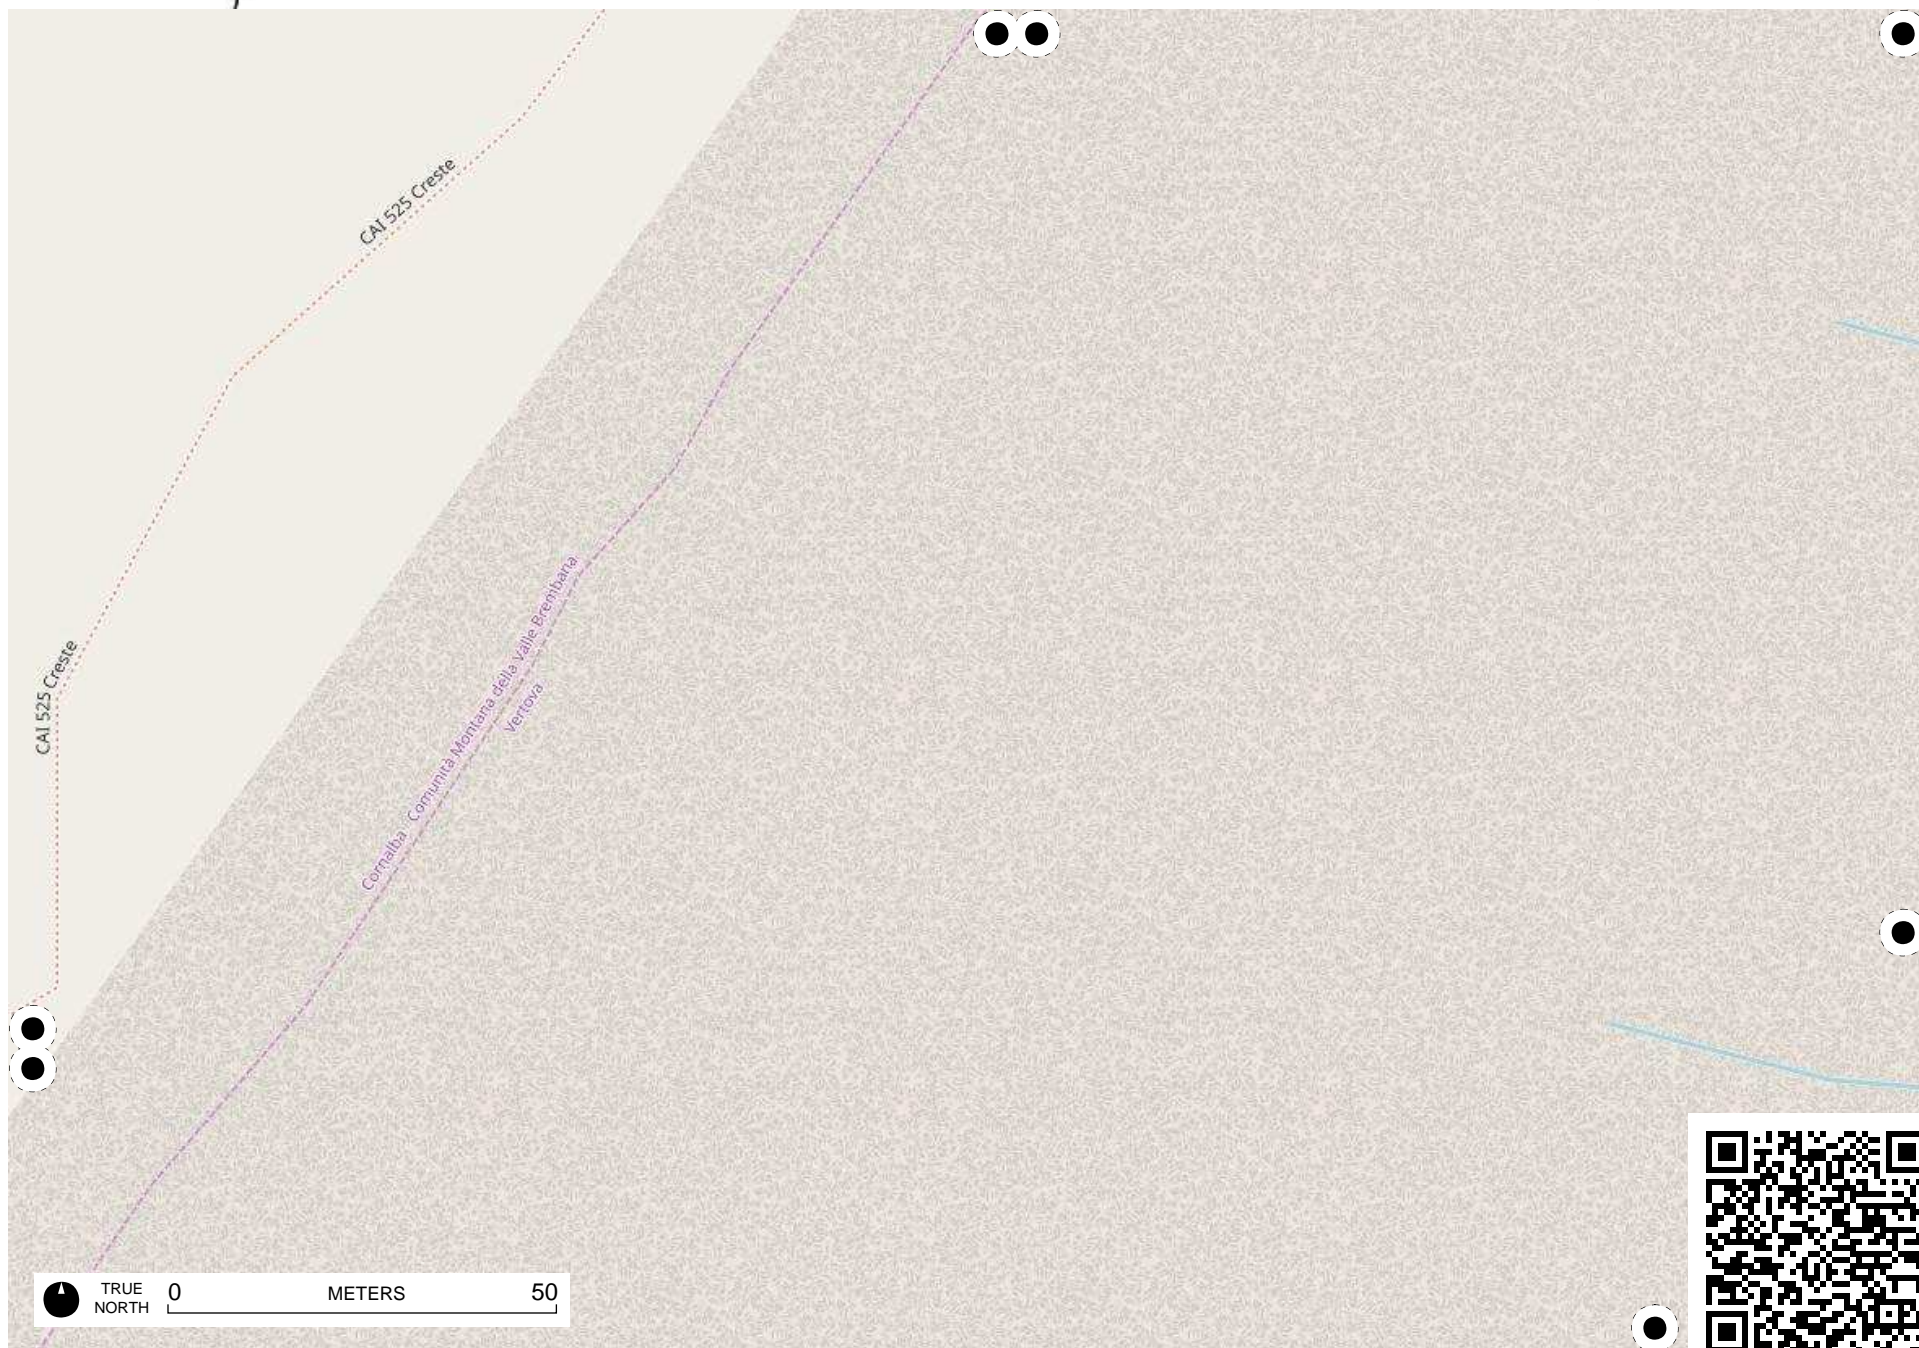 CAI 525 Creste
CAI 525 Creste
Cornalba - Comunità Montana della Valle Brembana
Vertova
TRUE
NORTH
0 METERS 50